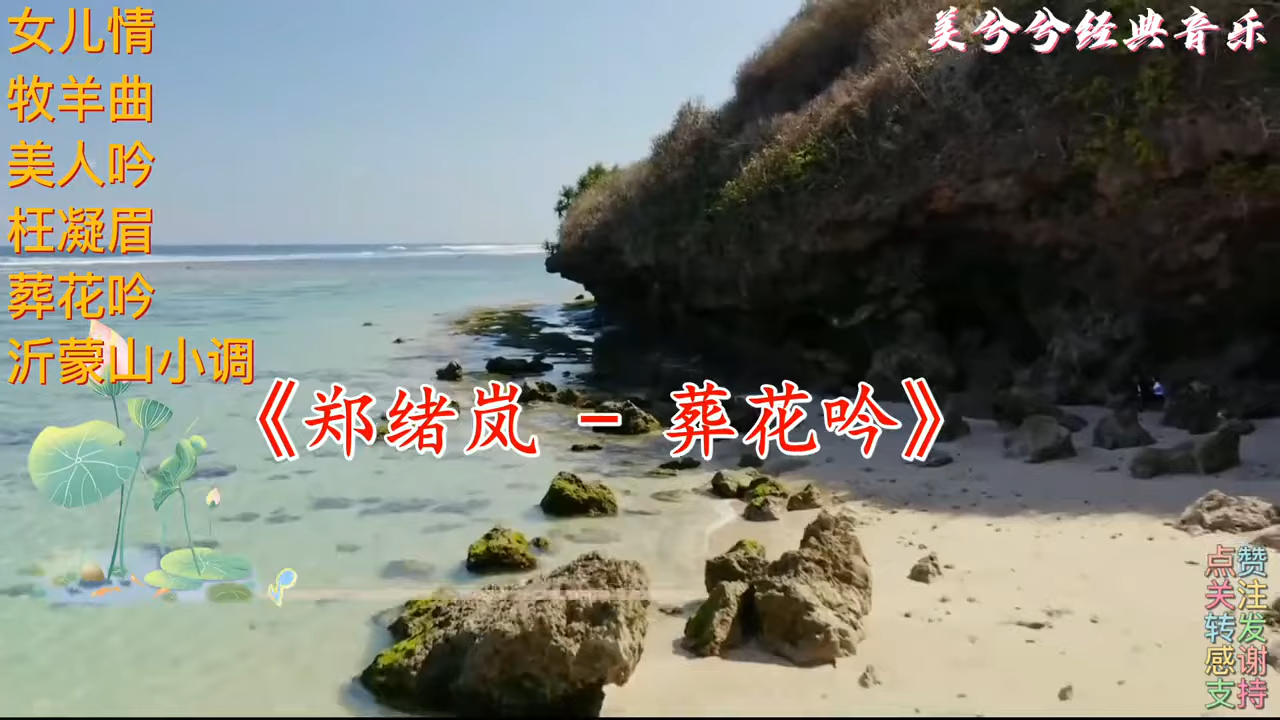 女儿情
牧羊曲
美人吟
枉凝眉
葬花吟
沂蒙山小调
美兮兮经典音乐
《郑绪岚 - 葬花吟》
点赞
关注
转发
感谢
支持